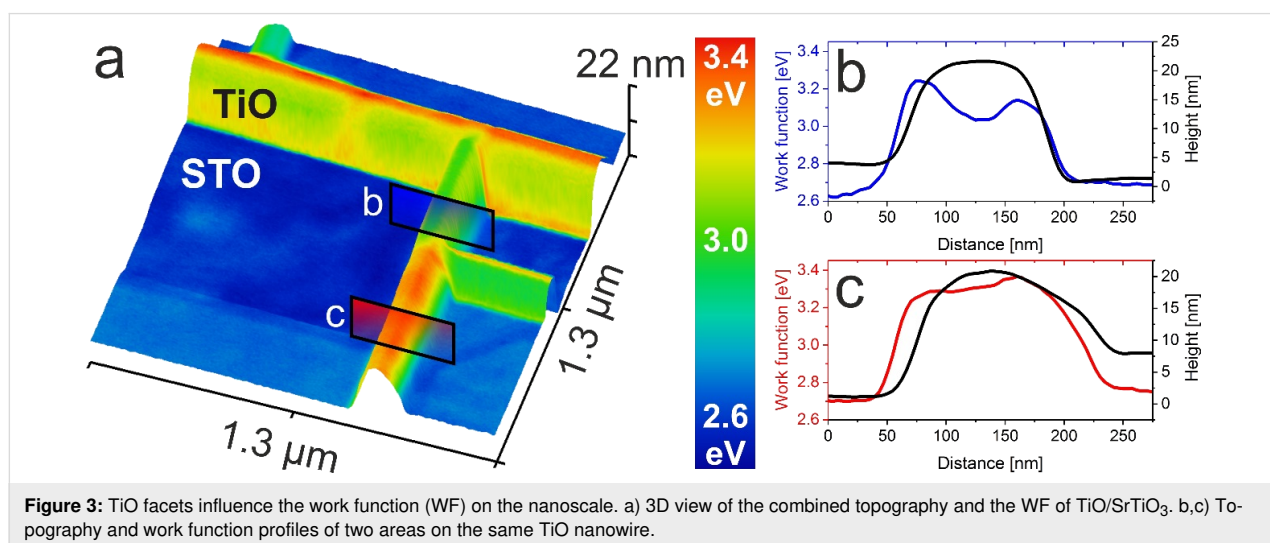 a
TiO
STO
b
c
22 nm
1.3 µm
1.3 µm
3.4
eV
3.0
2.6
eV
b
Work function [eV]
3.4
3.2
3.0
2.8
2.6
0 50 100 150 200 250
Distance [nm]
25
20
15
10
5
0
Height [nm]
c
Work function [eV]
3.4
3.2
3.0
2.8
2.6
0 50 100 150 200 250
Distance [nm]
20
15
10
5
0
Height [nm]
Figure 3: TiO facets influence the work function (WF) on the nanoscale. a) 3D view of the combined topography and the WF of TiO/SrTiO₃. b,c) To-
pography and work function profiles of two areas on the same TiO nanowire.